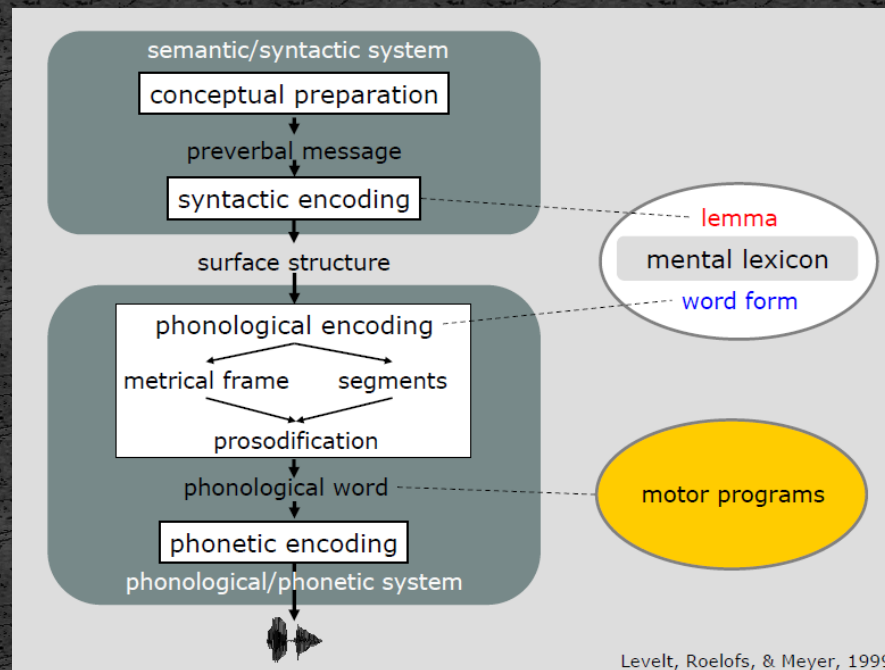 semantic/syntactic system
conceptual preparation
preverbal message
syntactic encoding
surface structure
phonological encoding
metrical frame segments
prosodification
phonological word
phonetic encoding
phonological/phonetic system
lemma
mental lexicon
word form
motor programs
Levelt, Roelofs, & Meyer, 1999